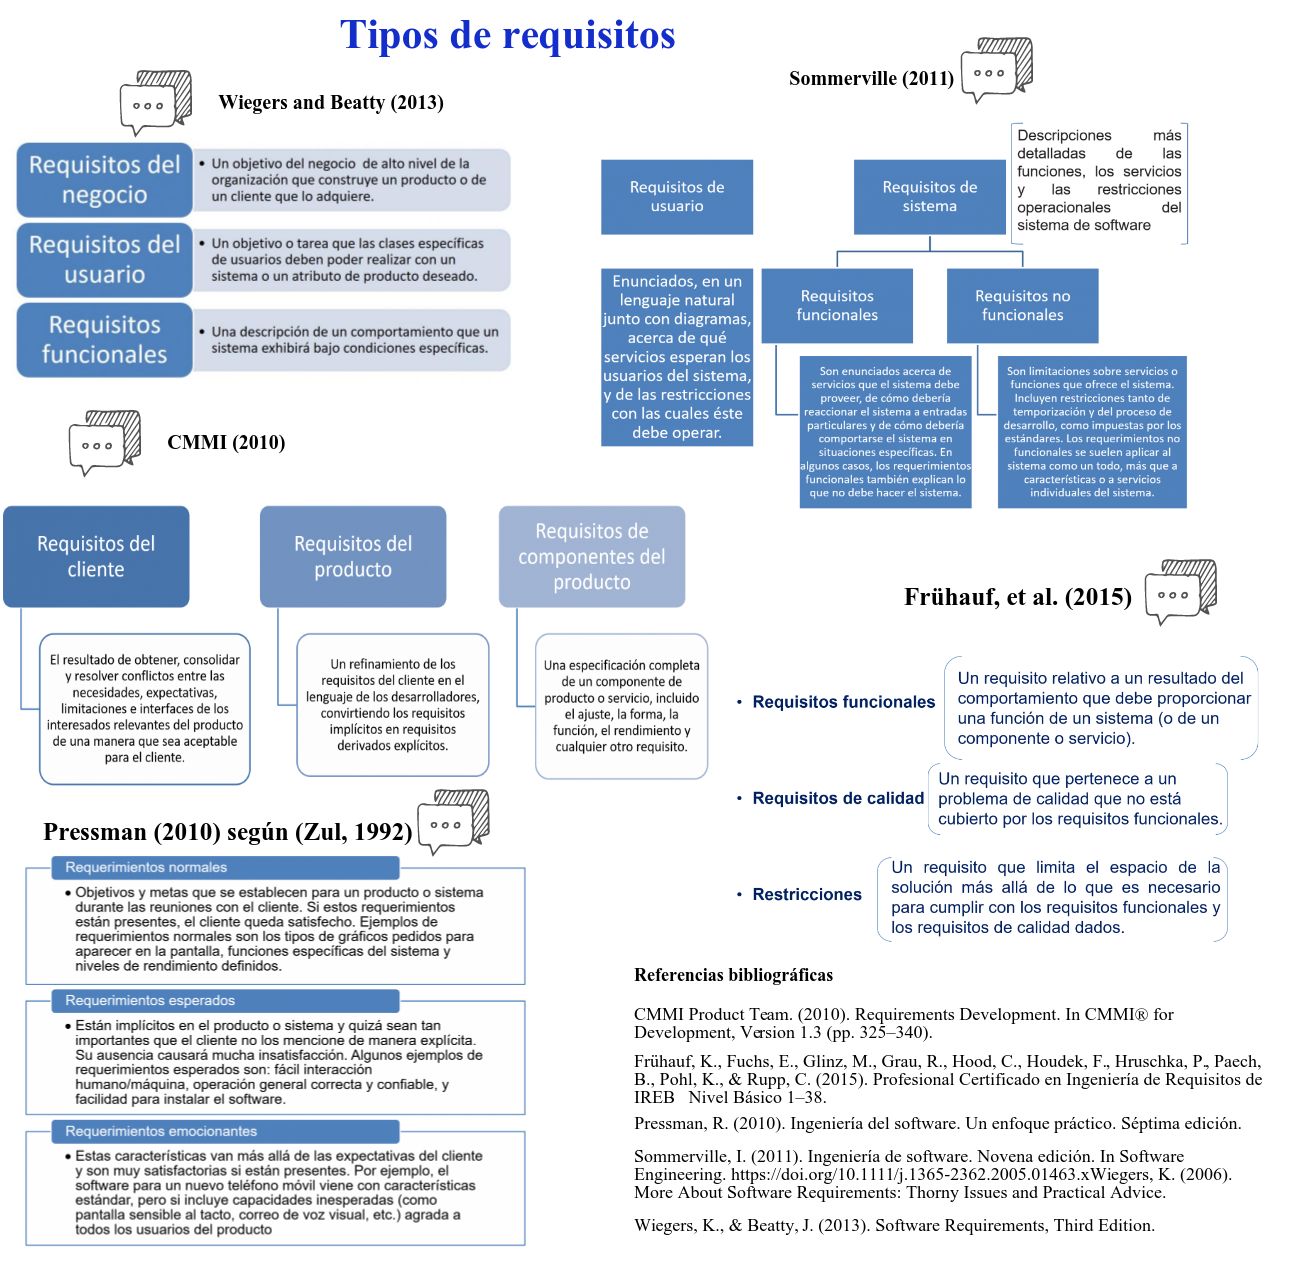 Tipos de requisitos
Wiegers and Beatty (2013)
Requisitos del
negocio
• Un objetivo del negocio de alto nivel de la
organización que construye un producto o de
un cliente que lo adquiere.
Requisitos del
usuario
• Un objetivo o tarea que las clases específicas
de usuarios deben poder realizar con un
sistema o un atributo de producto deseado.
Requisitos
funcionales
• Una descripción de un comportamiento que un
sistema exhibirá bajo condiciones específicas.
Sommerville (2011)
Requisitos de
usuario
Enunciados, en un
lenguaje natural
junto con diagramas,
acerca de qué
servicios esperan los
usuarios del sistema,
y de las restricciones
con las cuales éste
debe operar.
Requisitos de
sistema
Descripciones más
detalladas de las
funciones, los servicios
y las restricciones
operacionales del
sistema de software
Requisitos
funcionales
Son enunciados acerca de
servicios que el sistema debe
proveer, de cómo debería
reaccionar el sistema a entradas
particulares y de cómo debería
comportarse el sistema en
situaciones específicas. En
algunos casos, los requerimientos
funcionales también explican lo
que no debe hacer el sistema.
Requisitos no
funcionales
Son limitaciones sobre servicios o
funciones que ofrece el sistema.
Incluyen restricciones tanto de
temporización y del proceso de
desarrollo, como impuestas por los
estándares. Los requerimientos no
funcionales se suelen aplicar al
sistema como un todo, más que a
características o a servicios
individuales del sistema.
CMMI (2010)
Requisitos del
cliente
El resultado de obtener, consolidar
y resolver conflictos entre las
necesidades, expectativas,
limitaciones e interfaces de los
interesados relevantes del producto
de una manera que sea aceptable
para el cliente.
Requisitos del
producto
Un refinamiento de los
requisitos del cliente en el
lenguaje de los desarrolladores,
convirtiendo los requisitos
implícitos en requisitos
derivados explícitos.
Requisitos de
componentes del
producto
Una especificación completa
de un componente de
producto o servicio, incluido
el ajuste, la forma, la
función, el rendimiento y
cualquier otro requisito.
Frühauf, et al. (2015)
• Requisitos funcionales
Un requisito relativo a un resultado del
comportamiento que debe proporcionar
una función de un sistema (o de un
componente o servicio).
• Requisitos de calidad
Un requisito que pertenece a un
problema de calidad que no está
cubierto por los requisitos funcionales.
• Restricciones
Un requisito que limita el espacio de la
solución más allá de lo que es necesario
para cumplir con los requisitos funcionales y
los requisitos de calidad dados.
Pressman (2010) según (Zul, 1992)
Requerimientos normales
• Objetivos y metas que se establecen para un producto o sistema
durante las reuniones con el cliente. Si estos requerimientos
están presentes, el cliente queda satisfecho. Ejemplos de
requerimientos normales son los tipos de gráficos pedidos para
aparecer en la pantalla, funciones específicas del sistema y
niveles de rendimiento definidos.
Requerimientos esperados
• Están implícitos en el producto o sistema y quizá sean tan
importantes que el cliente no los mencione de manera explícita.
Su ausencia causará mucha insatisfacción. Algunos ejemplos de
requerimientos esperados son: fácil interacción
humano/máquina, operación general correcta y confiable, y
facilidad para instalar el software.
Requerimientos emocionantes
• Estas características van más allá de las expectativas del cliente
y son muy satisfactorias si están presentes. Por ejemplo, el
software para un nuevo teléfono móvil viene con características
estándar, pero si incluye capacidades inesperadas (como
pantalla sensible al tacto, correo de voz visual, etc.) agrada a
todos los usuarios del producto
Referencias bibliográficas
CMMI Product Team. (2010). Requirements Development. In CMMI® for
Development, Version 1.3 (pp. 325–340).
Frühauf, K., Fuchs, E., Glinz, M., Grau, R., Hood, C., Houdek, F., Hruschka, P., Paech,
B., Pohl, K., & Rupp, C. (2015). Profesional Certificado en Ingeniería de Requisitos de
IREB Nivel Básico 1–38.
Pressman, R. (2010). Ingeniería del software. Un enfoque práctico. Séptima edición.
Sommerville, I. (2011). Ingeniería de software. Novena edición. In Software
Engineering. https://doi.org/10.1111/j.1365-2362.2005.01463.xWiegers, K. (2006).
More About Software Requirements: Thorny Issues and Practical Advice.
Wiegers, K., & Beatty, J. (2013). Software Requirements, Third Edition.